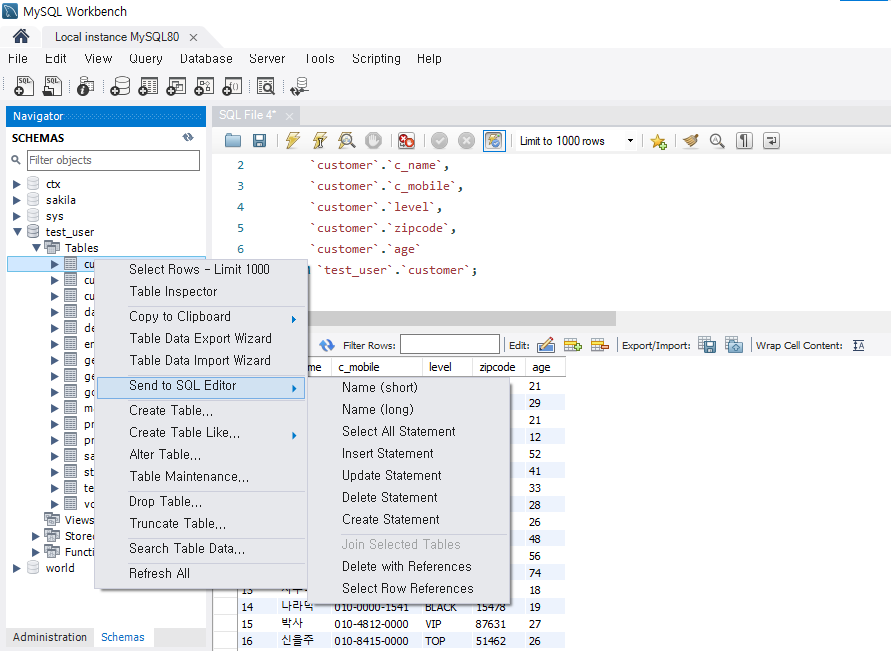 MySQL Workbench
Local instance MySQL80
File Edit View Query Database Server Tools Scripting Help
Navigator
SCHEMAS
Filter objects
ctx
sakila
sys
test_user
Tables
cu
cu
cu
da
de
ge
ge
go
pr
pr
sa
st
te
Views
Store
Functi
world
Administration Schemas
SQL File 4*
Limit to 1000 rows
2 `customer`.`c_name`,
3 `customer`.`c_mobile`,
4 `customer`.`level`,
5 `customer`.`zipcode`,
6 `customer`.`age`
`test_user`.`customer`;
Select Rows - Limit 1000
Table Inspector
Copy to Clipboard
Table Data Export Wizard
Table Data Import Wizard
Send to SQL Editor
Create Table...
Create Table Like...
Alter Table...
Table Maintenance...
Drop Table...
Truncate Table...
Search Table Data...
Refresh All
Name (short)
Name (long)
Select All Statement
Insert Statement
Update Statement
Delete Statement
Create Statement
Join Selected Tables
Delete with References
Select Row References
Filter Rows: Edit: Export/Import: Wrap Cell Content:
me c_mobile level zipcode age
21
29
21
12
52
41
33
28
26
48
56
74
13 18
14 나라덕 010-0000-1541 BLACK 15478 19
15 박사 010-4812-0000 VIP 87631 27
16 신을주 010-8415-0000 TOP 51462 26